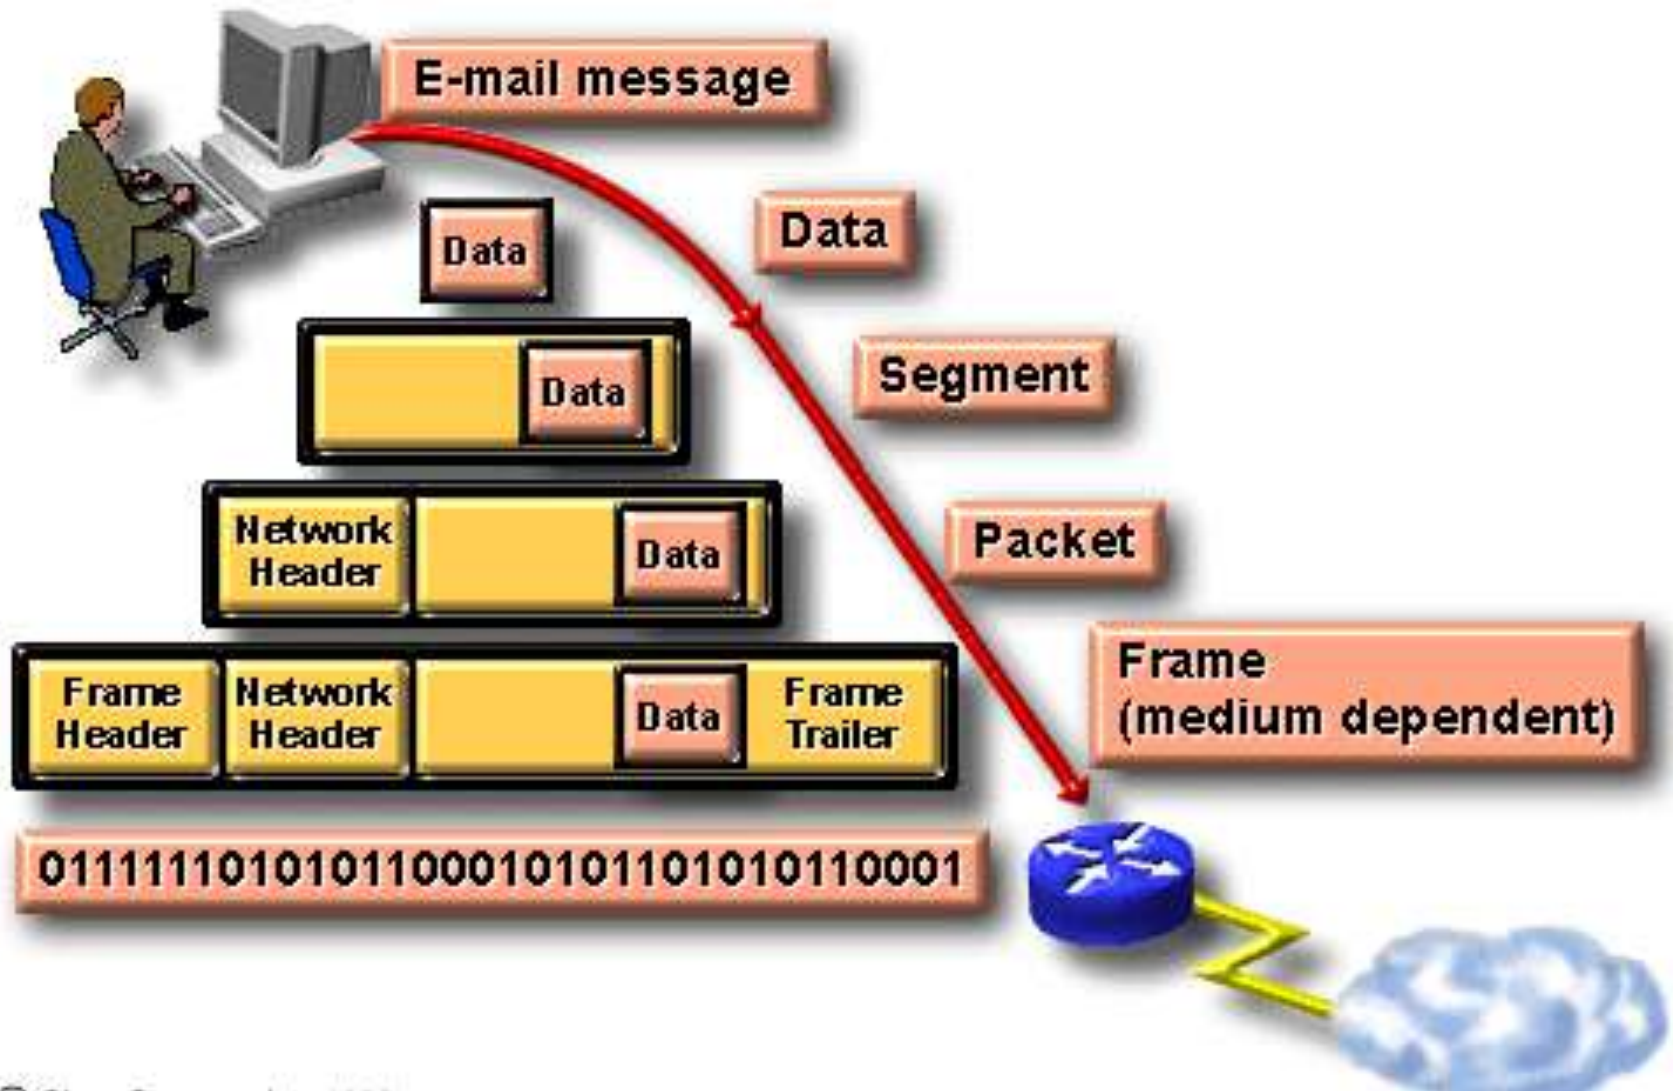 E-mail message
Data
Data
Data
Segment
Network
Header
Data
Packet
Frame
Header
Network
Header
Data
Frame
Trailer
Frame
(medium dependent)
0111111010101100010101101010110001